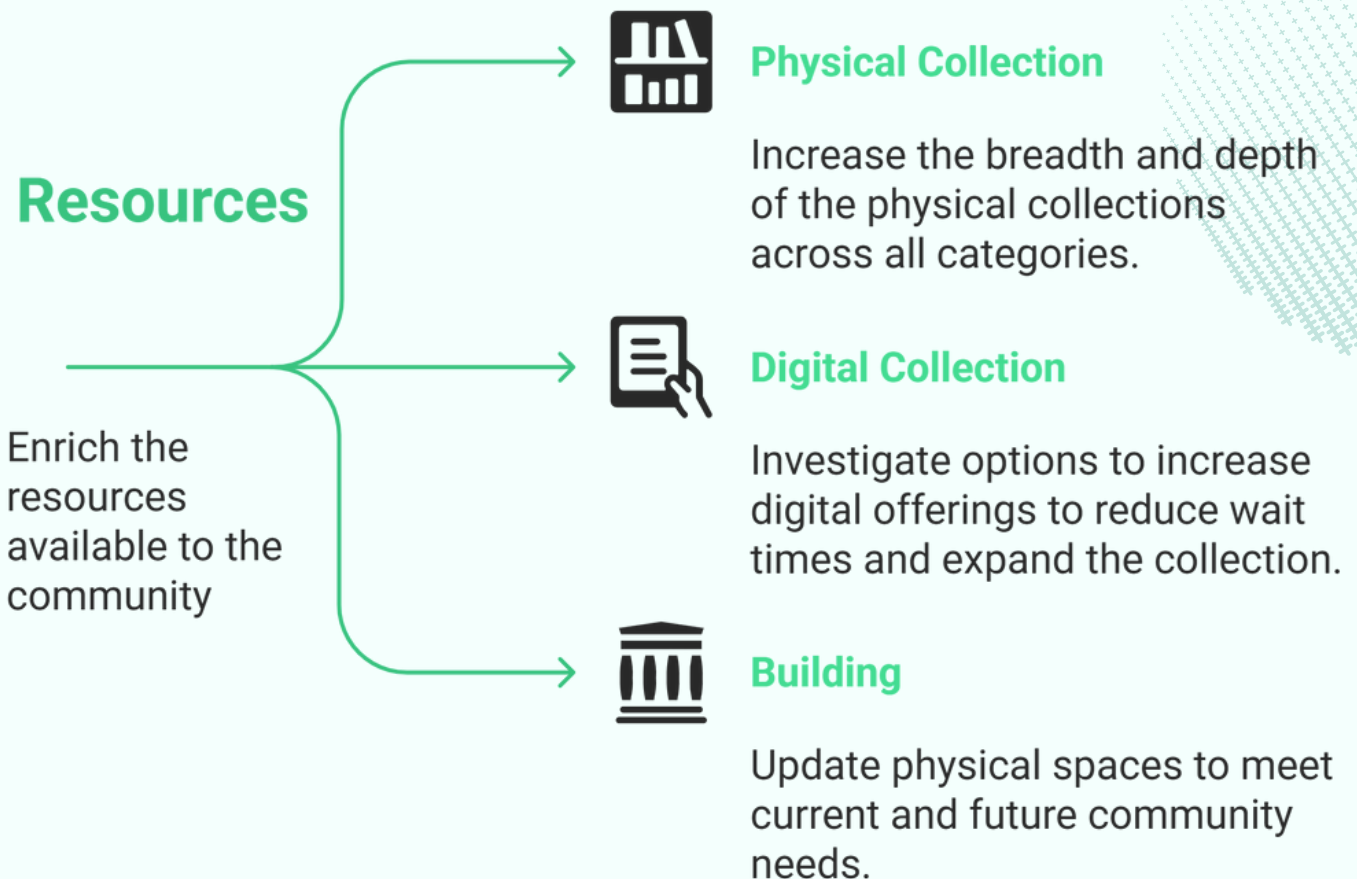 Resources
Enrich the
resources
available to the
community
Physical Collection
Increase the breadth and depth
of the physical collections
across all categories.
Digital Collection
Investigate options to increase
digital offerings to reduce wait
times and expand the collection.
Building
Update physical spaces to meet
current and future community
needs.